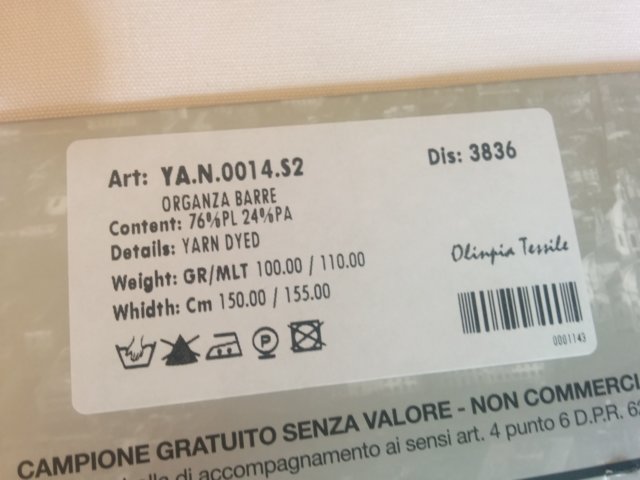 Art: YA.N.0014.S2
Dis: 3836
ORGANZA BARRE
Content: 76%PL 24%PA
Details: YARN DYED
Weight: GR/MLT 100.00 / 110.00
Whidth: Cm 150.00 / 155.00
Olinpia Tessile
P
0001143
CAMPIONE GRATUITO SENZA VALORE - NON COMMERCI
di accompagnamento ai sensi art. 4 punto 6 D.P.R. 62